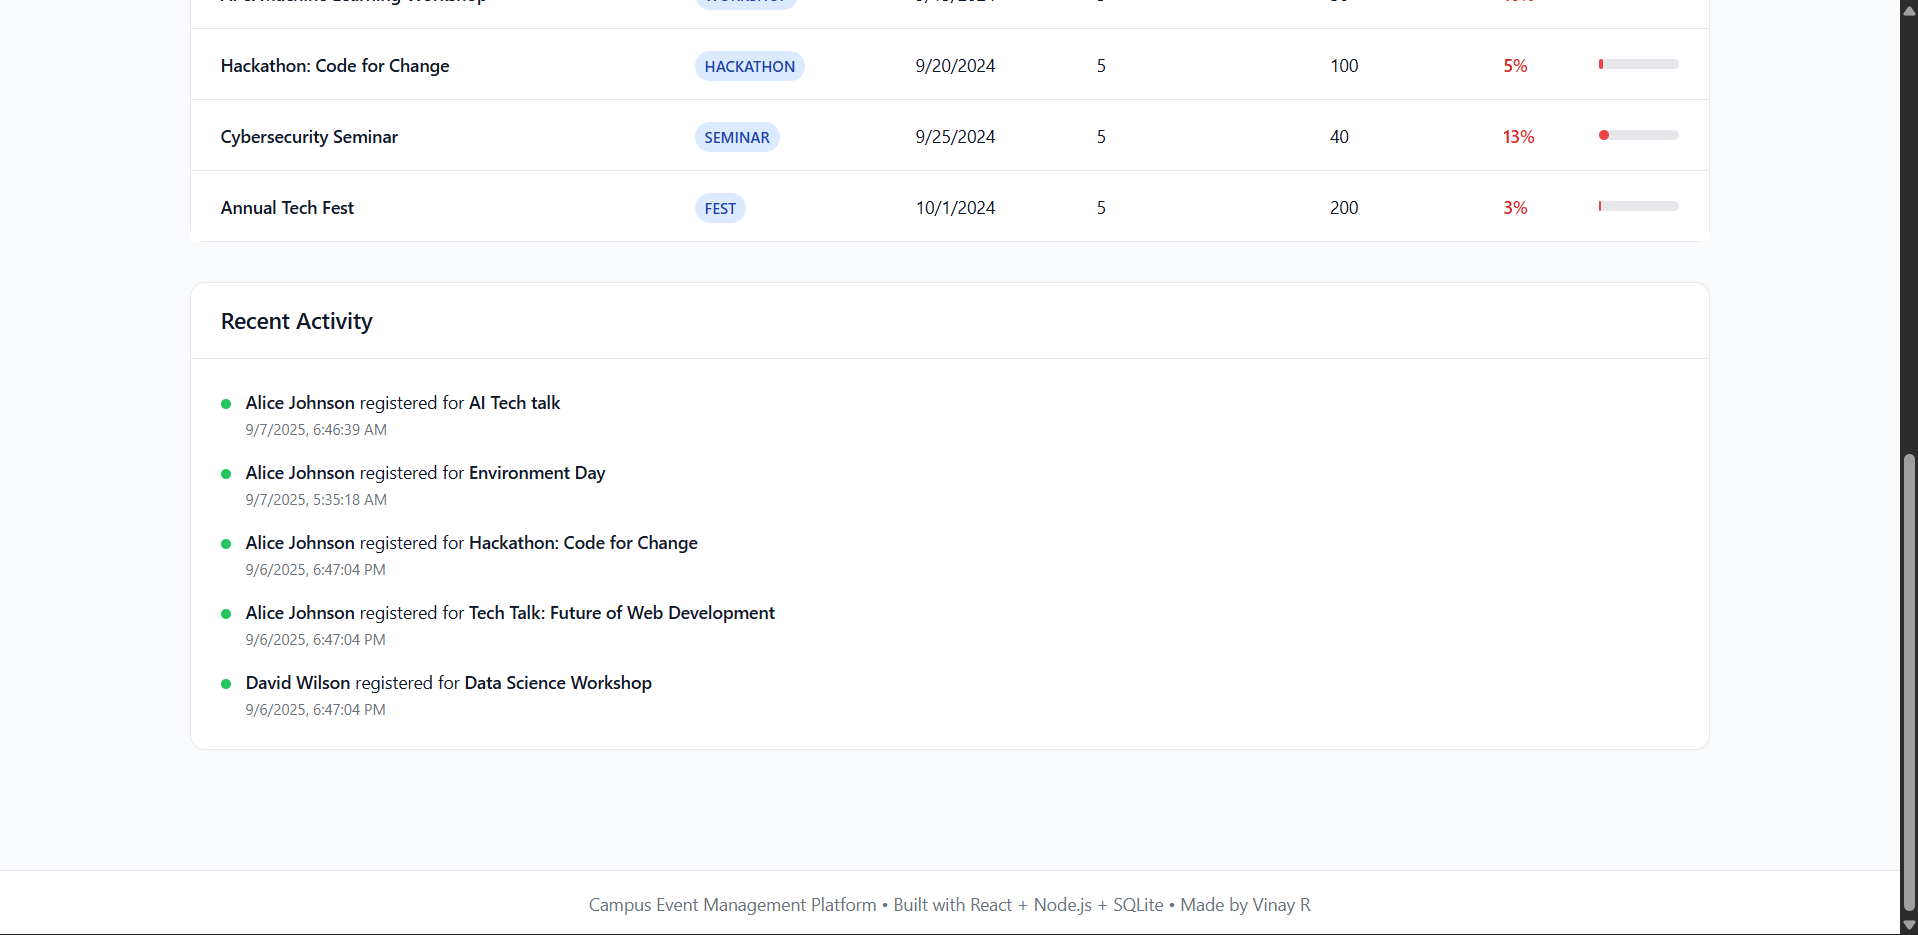 Hackathon: Code for Change HACKATHON 9/20/2024 5 100 5%
Cybersecurity Seminar SEMINAR 9/25/2024 5 40 13%
Annual Tech Fest FEST 10/1/2024 5 200 3%
Recent Activity
Alice Johnson registered for AI Tech talk
9/7/2025, 6:46:39 AM
Alice Johnson registered for Environment Day
9/7/2025, 5:35:18 AM
Alice Johnson registered for Hackathon: Code for Change
9/6/2025, 6:47:04 PM
Alice Johnson registered for Tech Talk: Future of Web Development
9/6/2025, 6:47:04 PM
David Wilson registered for Data Science Workshop
9/6/2025, 6:47:04 PM
Campus Event Management Platform • Built with React + Node.js + SQLite • Made by Vinay R